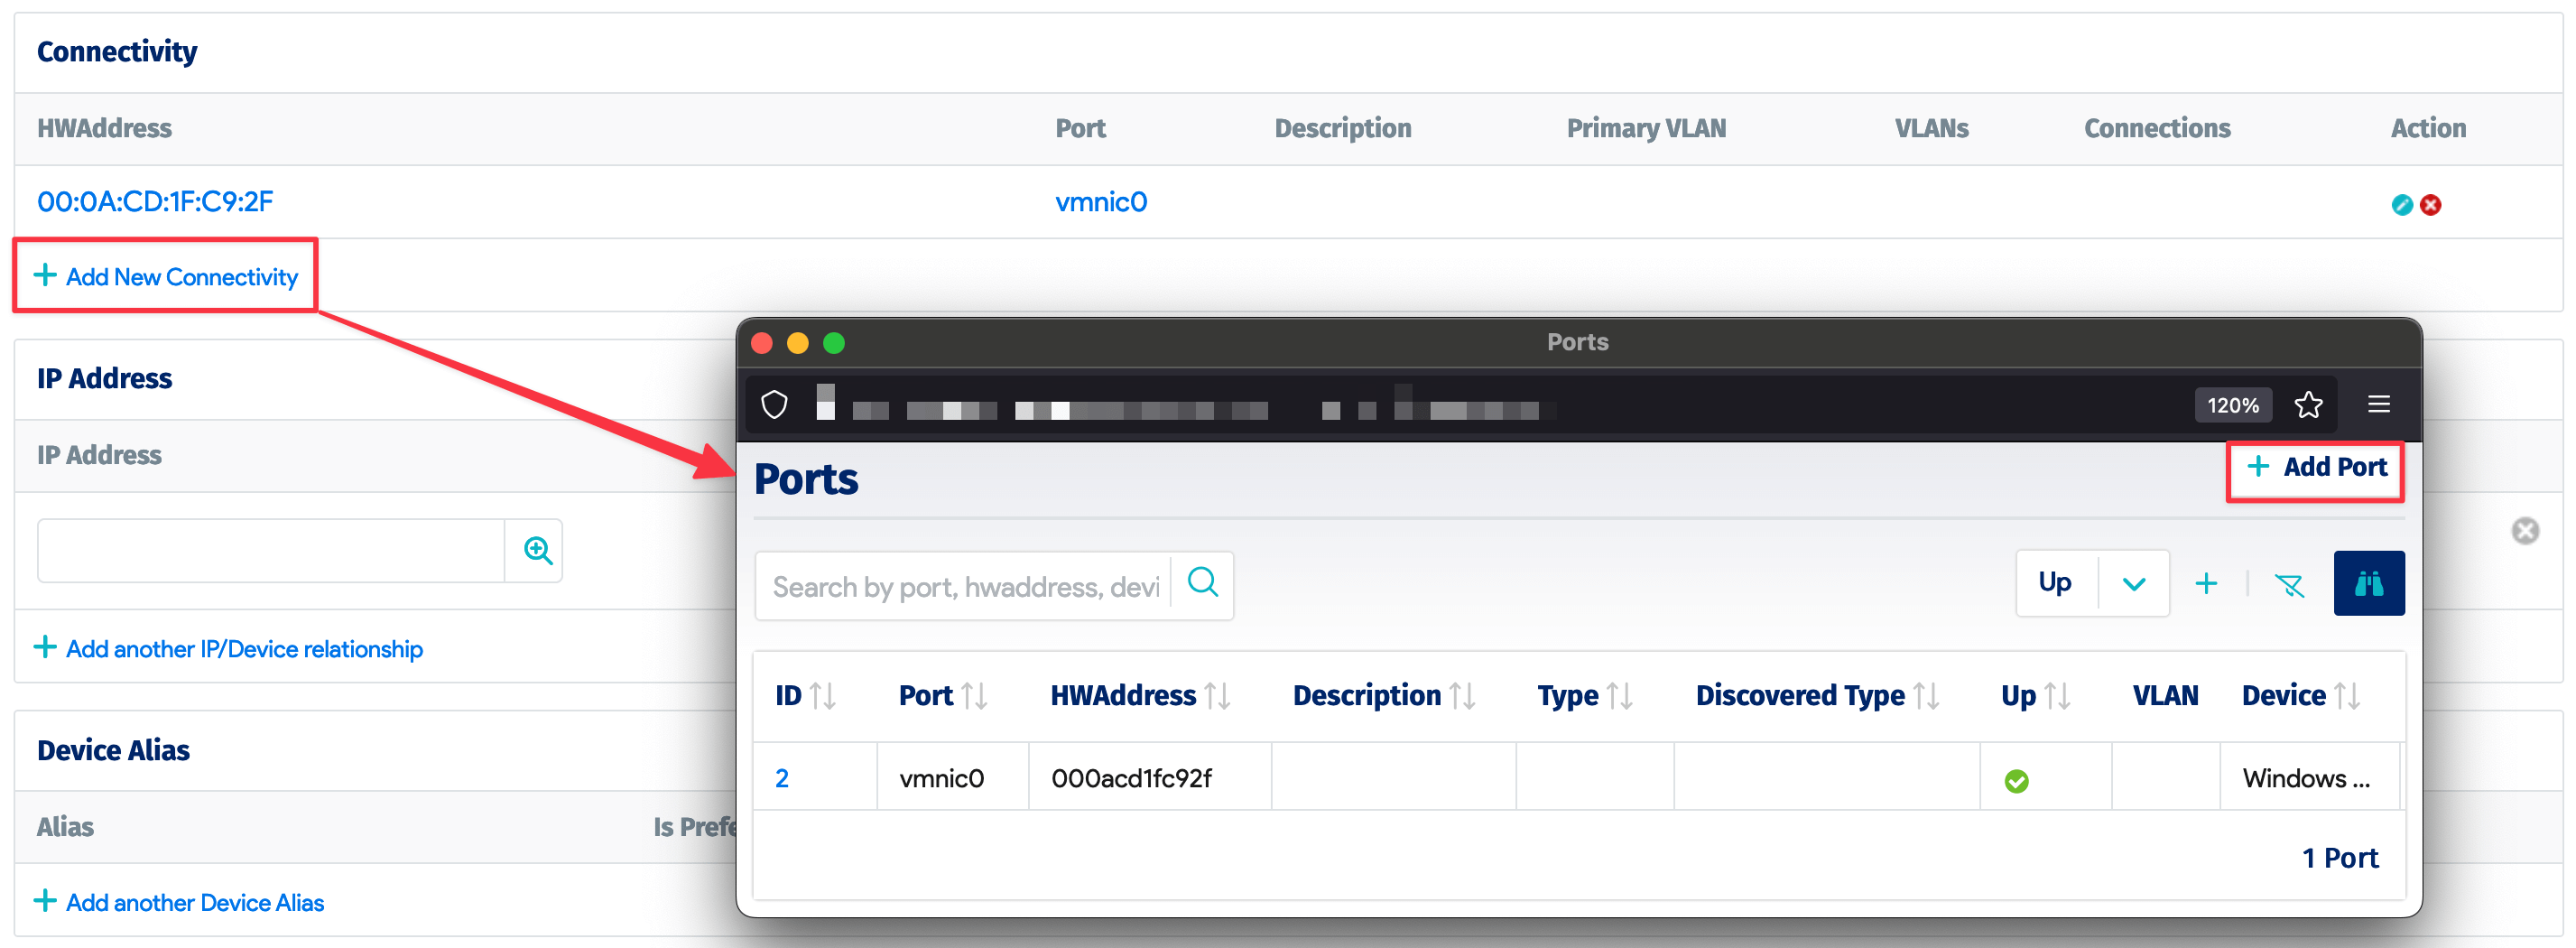 Connectivity
HWAddress Port Description Primary VLAN VLANs Connections Action
00:0A:CD:1F:C9:2F vmnic0
Add New Connectivity
IP Address
IP Address
Add another IP/Device relationship
Device Alias
Alias Is Prefe
Add another Device Alias
Ports
120%
Ports
Add Port
Search by port, hwaddress, devi
Up
ID Port HWAddress Description Type Discovered Type Up VLAN Device
2 vmnic0 000acd1fc92f Windows ...
1 Port